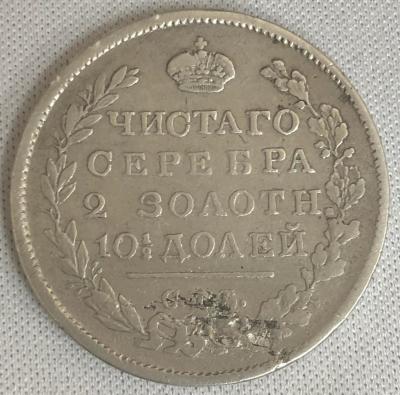 ЧИСТАГО
СЕРЕБРА
2 ЗОЛОТН
10½ ДОЛЕЙ
С.П.Б.